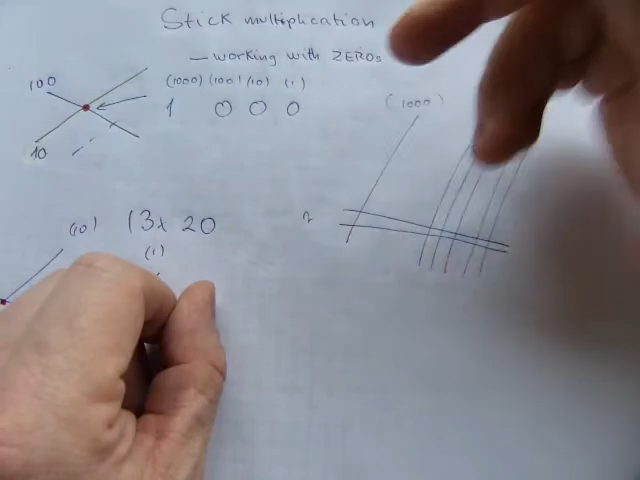 Stick multiplication
— working with ZEROs
100
(1000) (100) (10) (1)
1 0 0 0
10
(1000)
2
(10) 13x 20
(1)